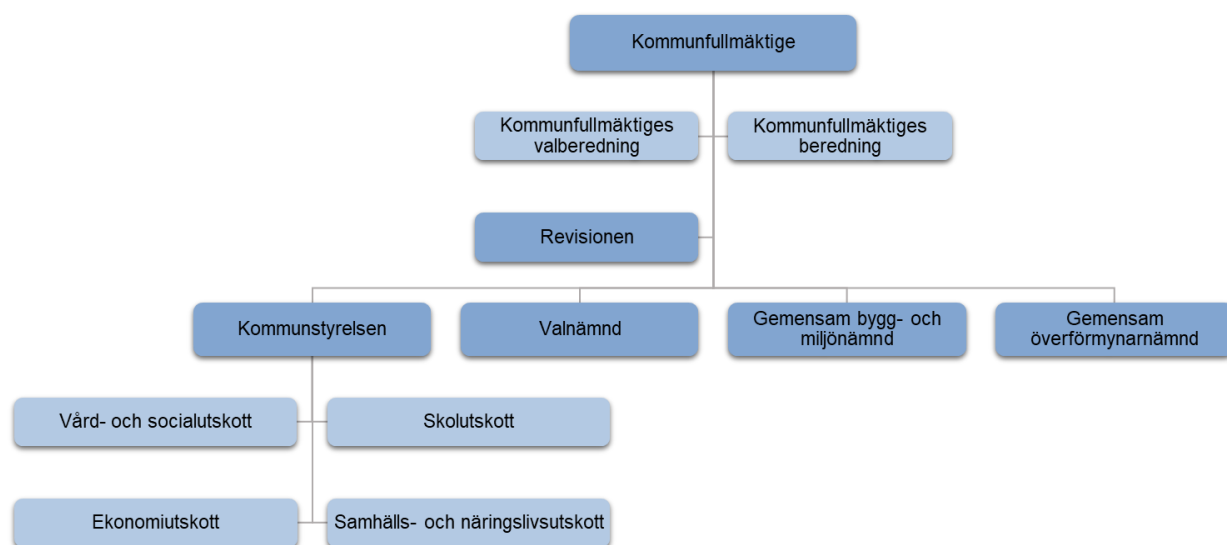 Kommunfullmäktige
Kommunfullmäktiges
valberedning
Kommunfullmäktiges
beredning
Revisionen
Kommunstyrelsen
Valnämnd
Gemensam bygg- och
miljönämnd
Gemensam
överförmynarnämnd
Vård- och socialutskott
Skolutskott
Ekonomiutskott
Samhälls- och näringslivsutskott